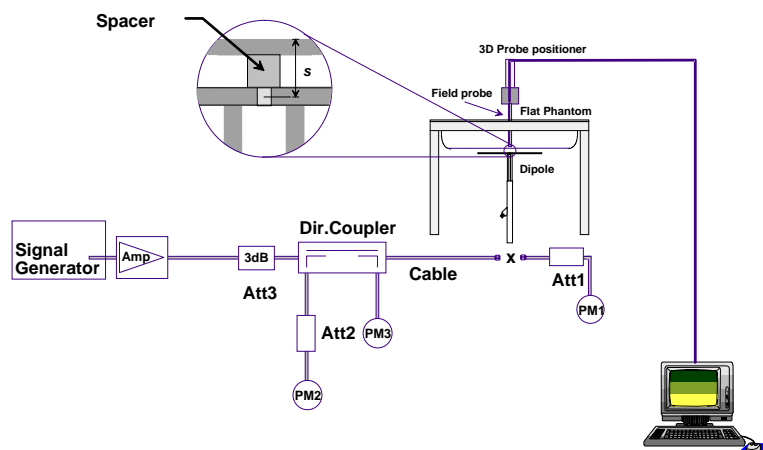 Spacer
s
3D Probe positioner
Field probe
Flat Phantom
Dipole
Dir.Coupler
Signal
Generator
Amp
3dB
Att3
Cable
x
Att1
PM1
Att2
PM3
PM2